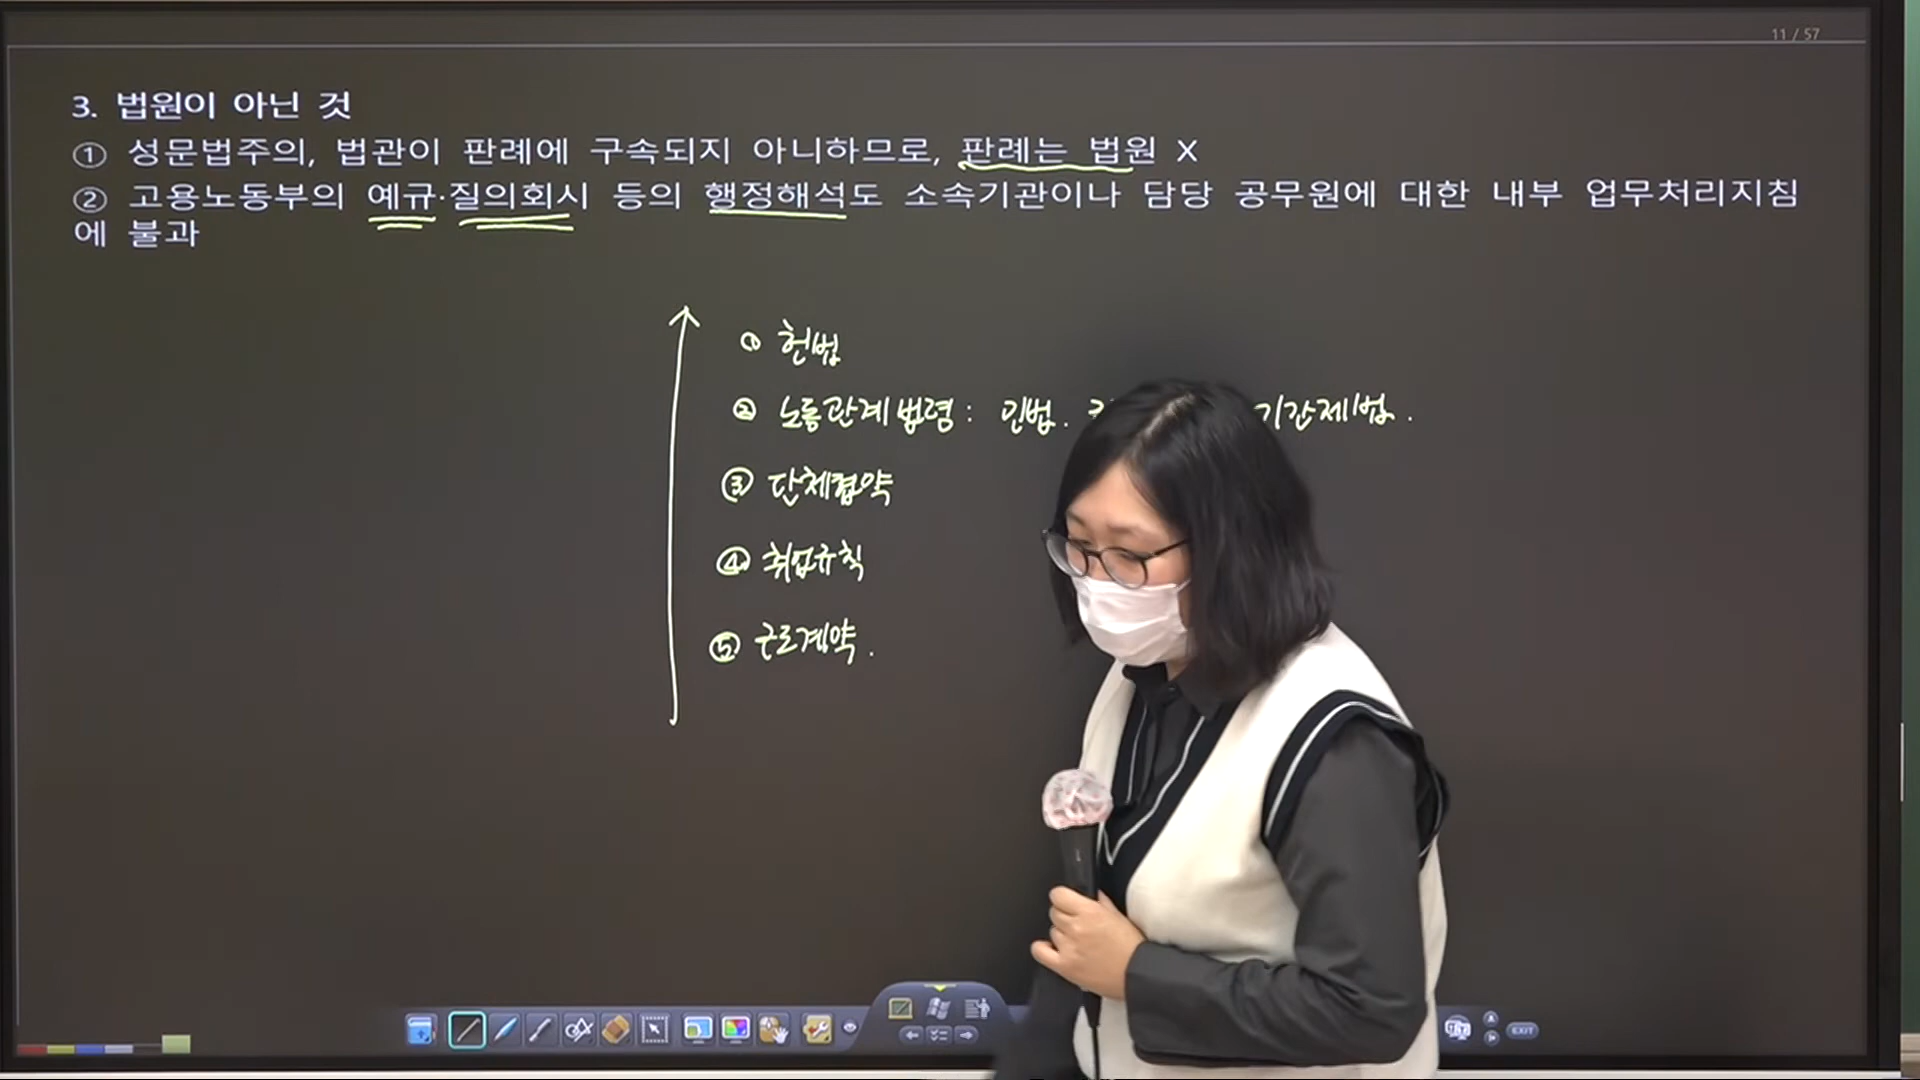 11 / 57
3. 법원이 아닌 것
① 성문법주의, 법관이 판례에 구속되지 아니하므로, 판례는 법원 X
② 고용노동부의 예규·질의회시 등의 행정해석도 소속기관이나 담당 공무원에 대한 내부 업무처리지침
에 불과
① 헌법
② 노동관계법령 : 민법. 기간제법.
③ 단체협약
④ 취업규칙
⑤ 근로계약.
EXIT